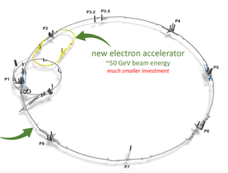 P3.2 P3.3
P4
P2
new electron accelerator
~50 GeV beam energy
much smaller investment
P5
P1
P6
P8
P7